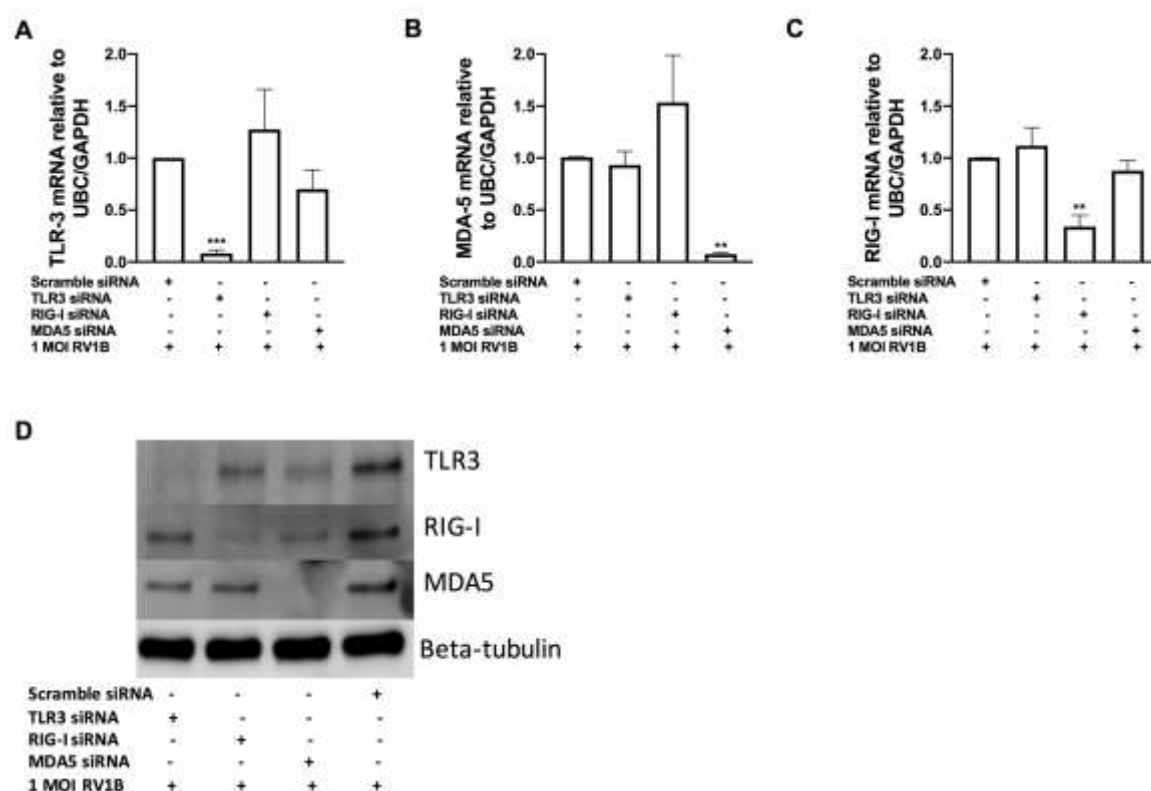 A
TLR-3 mRNA relative to
UBC/GAPDH
2.0
1.5
1.0
0.5
0.0
***
Scramble siRNA + - - -
TLR3 siRNA - + - -
RIG-I siRNA - - + -
MDA5 siRNA - - - +
1 MOI RV1B + + + +
B
MDA-5 mRNA relative
to UBC/GAPDH
2.0
1.5
1.0
0.5
0.0
**
Scramble siRNA + - - -
TLR3 siRNA - + - -
RIG-I siRNA - - + -
MDA5 siRNA - - - +
1 MOI RV1B + + + +
C
RIG-I mRNA relative to
UBC/GAPDH
2.0
1.5
1.0
0.5
0.0
**
Scramble siRNA + - - -
TLR3 siRNA - + - -
RIG-I siRNA - - + -
MDA5 siRNA - - - +
1 MOI RV1B + + + +
D
TLR3
RIG-I
MDA5
Beta-tubulin
Scramble siRNA - - - +
TLR3 siRNA + - - -
RIG-I siRNA - + - -
MDA5 siRNA - - + -
1 MOI RV1B + + + +